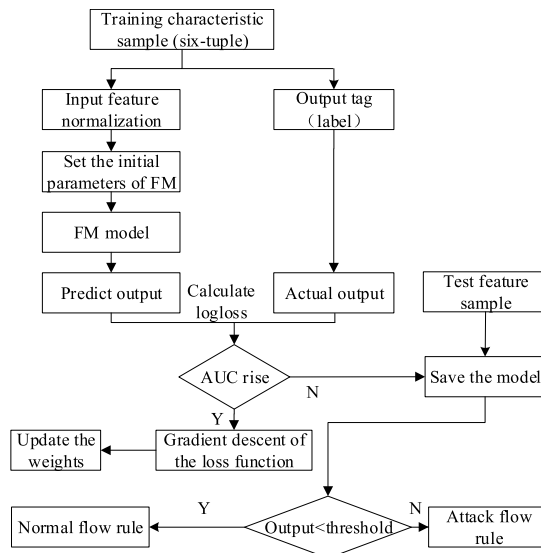 Training characteristic
sample (six-tuple)
Input feature
normalization
Output tag
（label）
Set the initial
parameters of FM
FM model
Predict output
Calculate
logloss
Actual output
Test feature
sample
AUC rise
N
Save the model
Y
Update the
weights
Gradient descent of
the loss function
Normal flow rule
Y
Output<threshold
N
Attack flow
rule